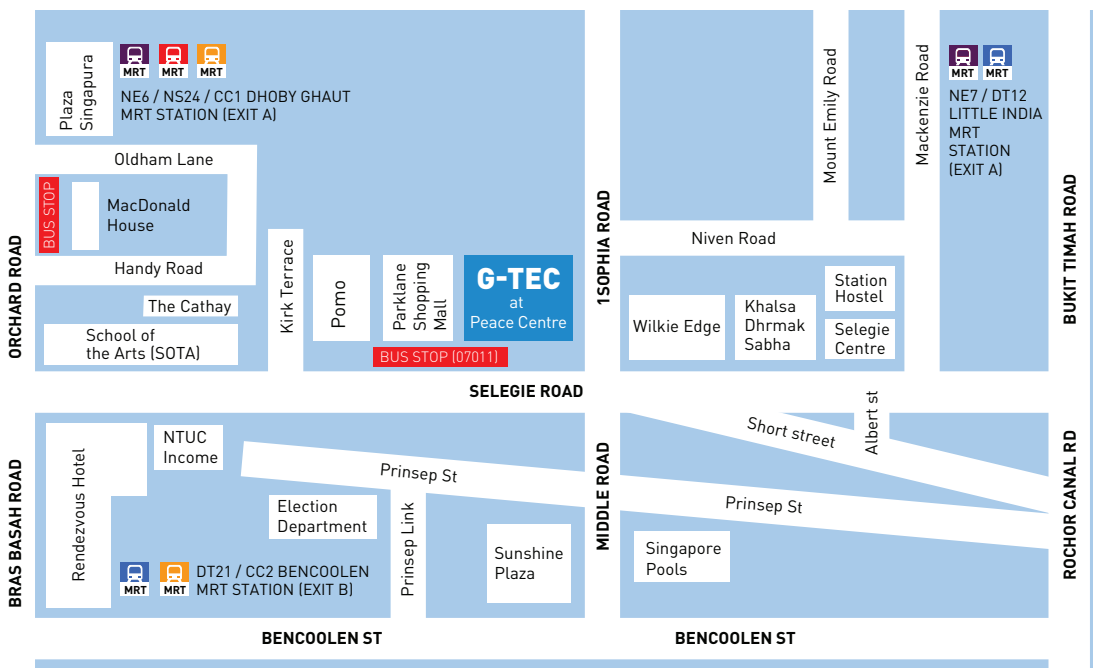 Plaza
Singapura
MRT
MRT
MRT
NE6 / NS24 / CC1 DHOBY GHAUT
MRT STATION (EXIT A)
Oldham Lane
BUS STOP
MacDonald
House
Handy Road
ORCHARD ROAD
The Cathay
School of
the Arts (SOTA)
Kirk Terrace
Pomo
Parklane
Shopping
Mall
G-TEC
at
Peace Centre
BUS STOP (07011)
1SOPHIA ROAD
Mount Emily Road
Mackenzie Road
MRT
MRT
NE7 / DT12
LITTLE INDIA
MRT
STATION
(EXIT A)
Niven Road
Wilkie Edge
Khalsa
Dhrmak
Sabha
Station
Hostel
Selegie
Centre
BUKIT TIMAH ROAD
SELEGIE ROAD
BRAS BASAH ROAD
Rendezvous Hotel
NTUC
Income
Prinsep St
Election
Department
Prinsep Link
Sunshine
Plaza
MRT
MRT
DT21 / CC2 BENCOOLEN
MRT STATION (EXIT B)
MIDDLE ROAD
Short street
Albert st
Prinsep St
Singapore
Pools
ROCHOR CANAL RD
BENCOOLEN ST
BENCOOLEN ST